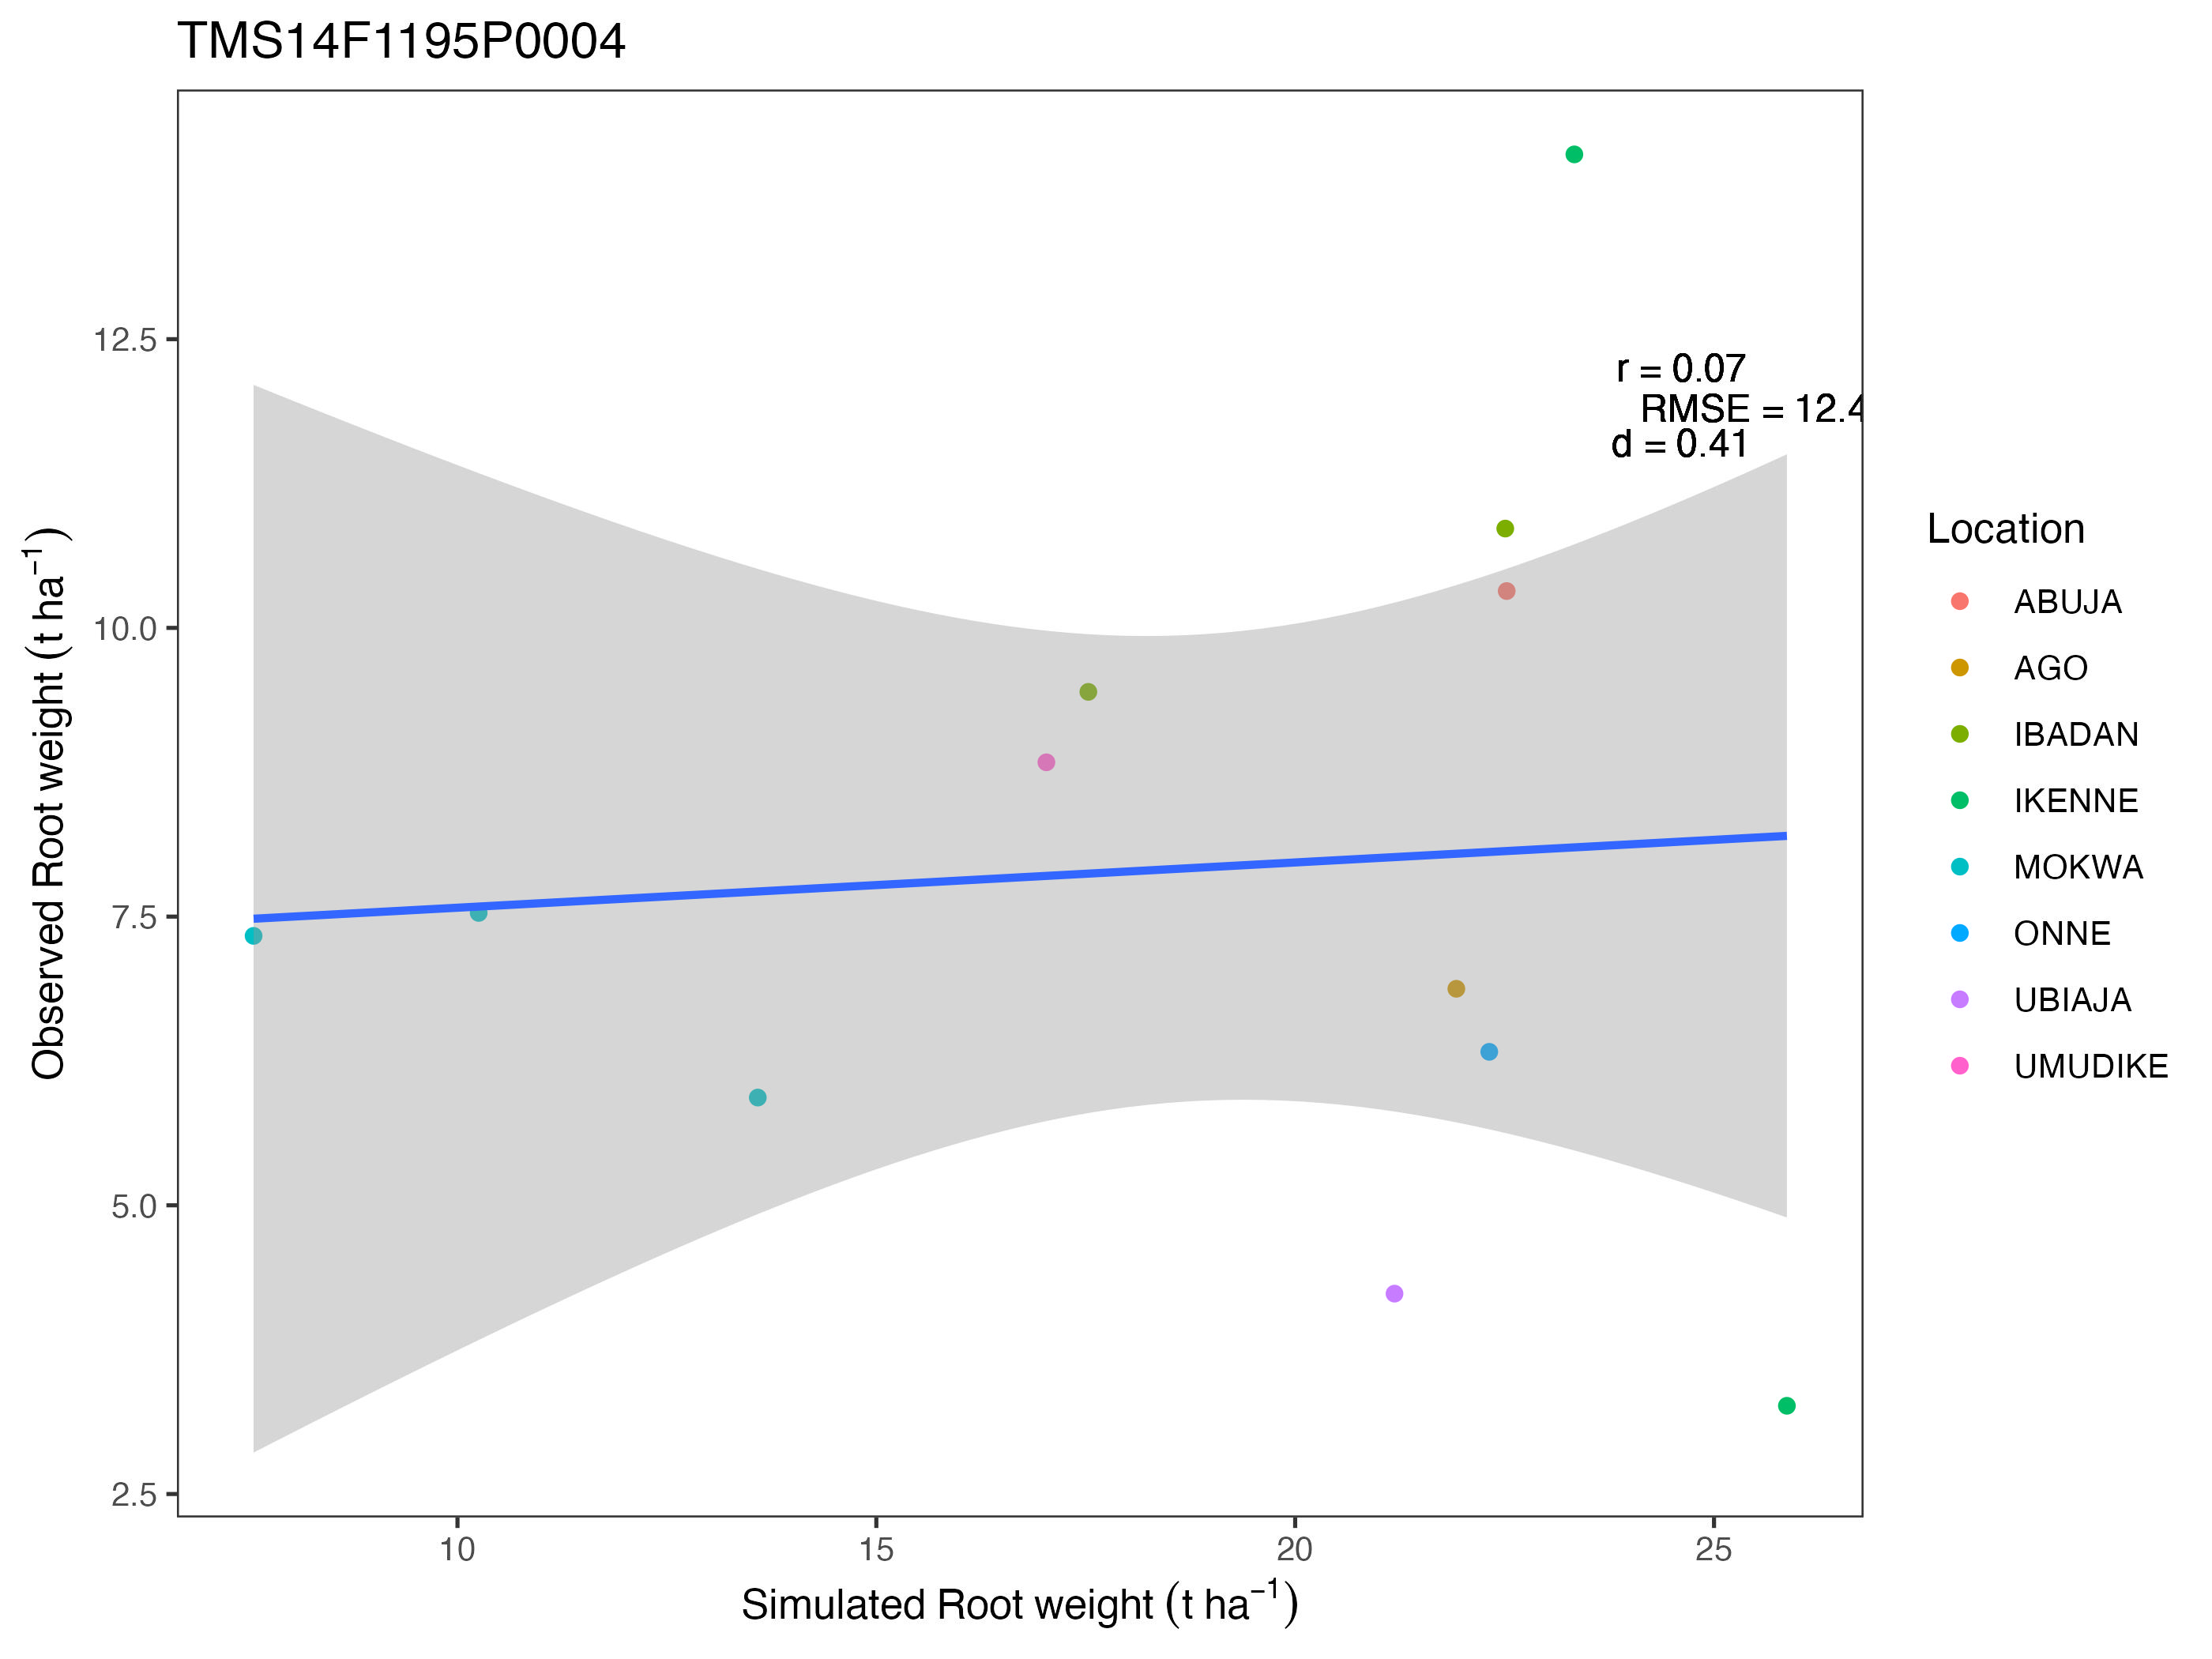 TMS14F1195P0004
12.5
10.0
7.5
5.0
2.5
Observed Root weight (t ha⁻¹)
r = 0.07
RMSE = 12.4
d = 0.41
10 15 20 25
Simulated Root weight (t ha⁻¹)
Location
ABUJA
AGO
IBADAN
IKENNE
MOKWA
ONNE
UBIAJA
UMUDIKE